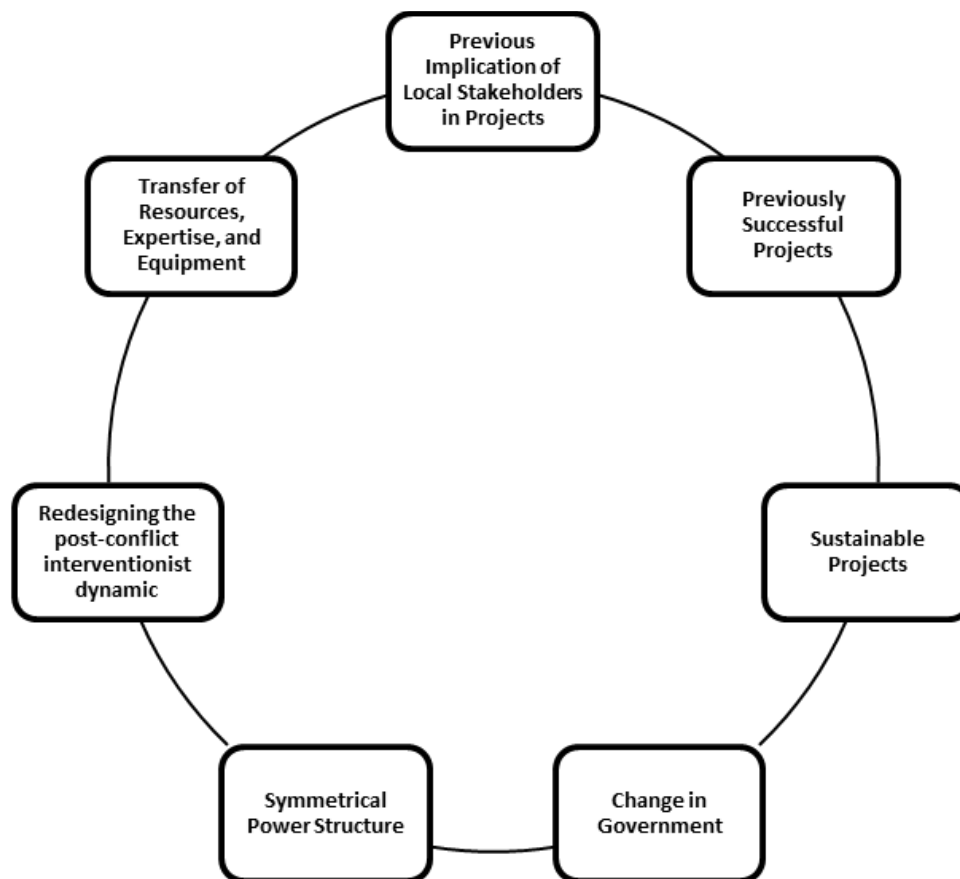 Previous
Implication of
Local Stakeholders
in Projects
Previously
Successful
Projects
Sustainable
Projects
Change in
Government
Symmetrical
Power Structure
Redesigning the
post-conflict
interventionist
dynamic
Transfer of
Resources,
Expertise, and
Equipment